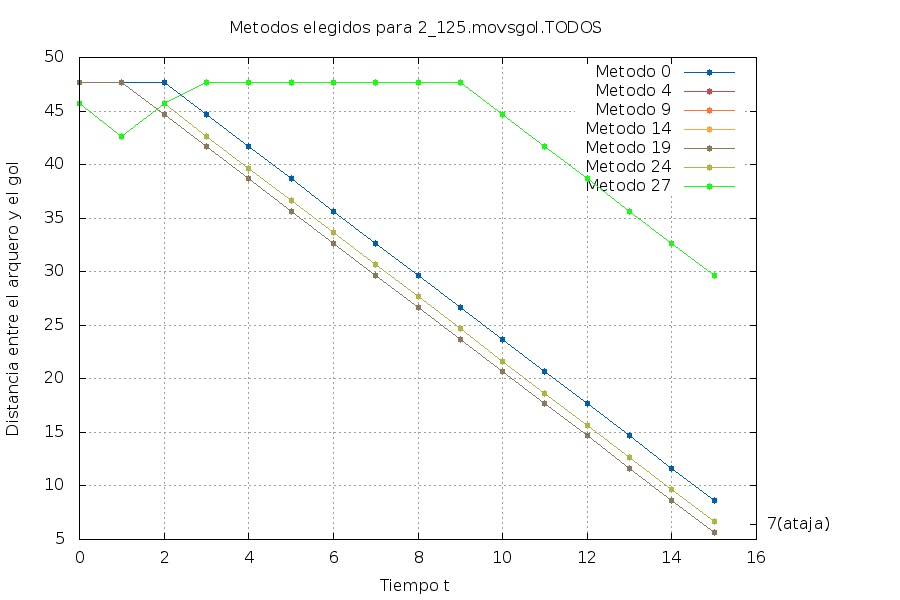 Metodos elegidos para 2_125.movsgol.TODOS
50
45
40
35
30
25
20
15
10
5
Distancia entre el arquero y el gol
Metodo 0
Metodo 4
Metodo 9
Metodo 14
Metodo 19
Metodo 24
Metodo 27
7(ataja)
0 2 4 6 8 10 12 14 16
Tiempo t